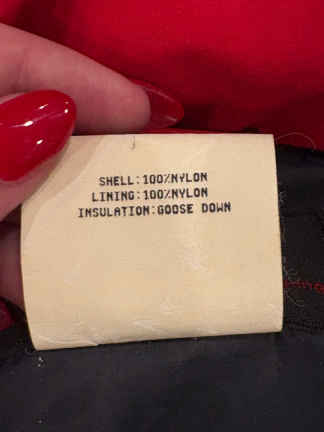 SHELL:100%NYLON
LINING:100%NYLON
INSULATION:GOOSE DOWN